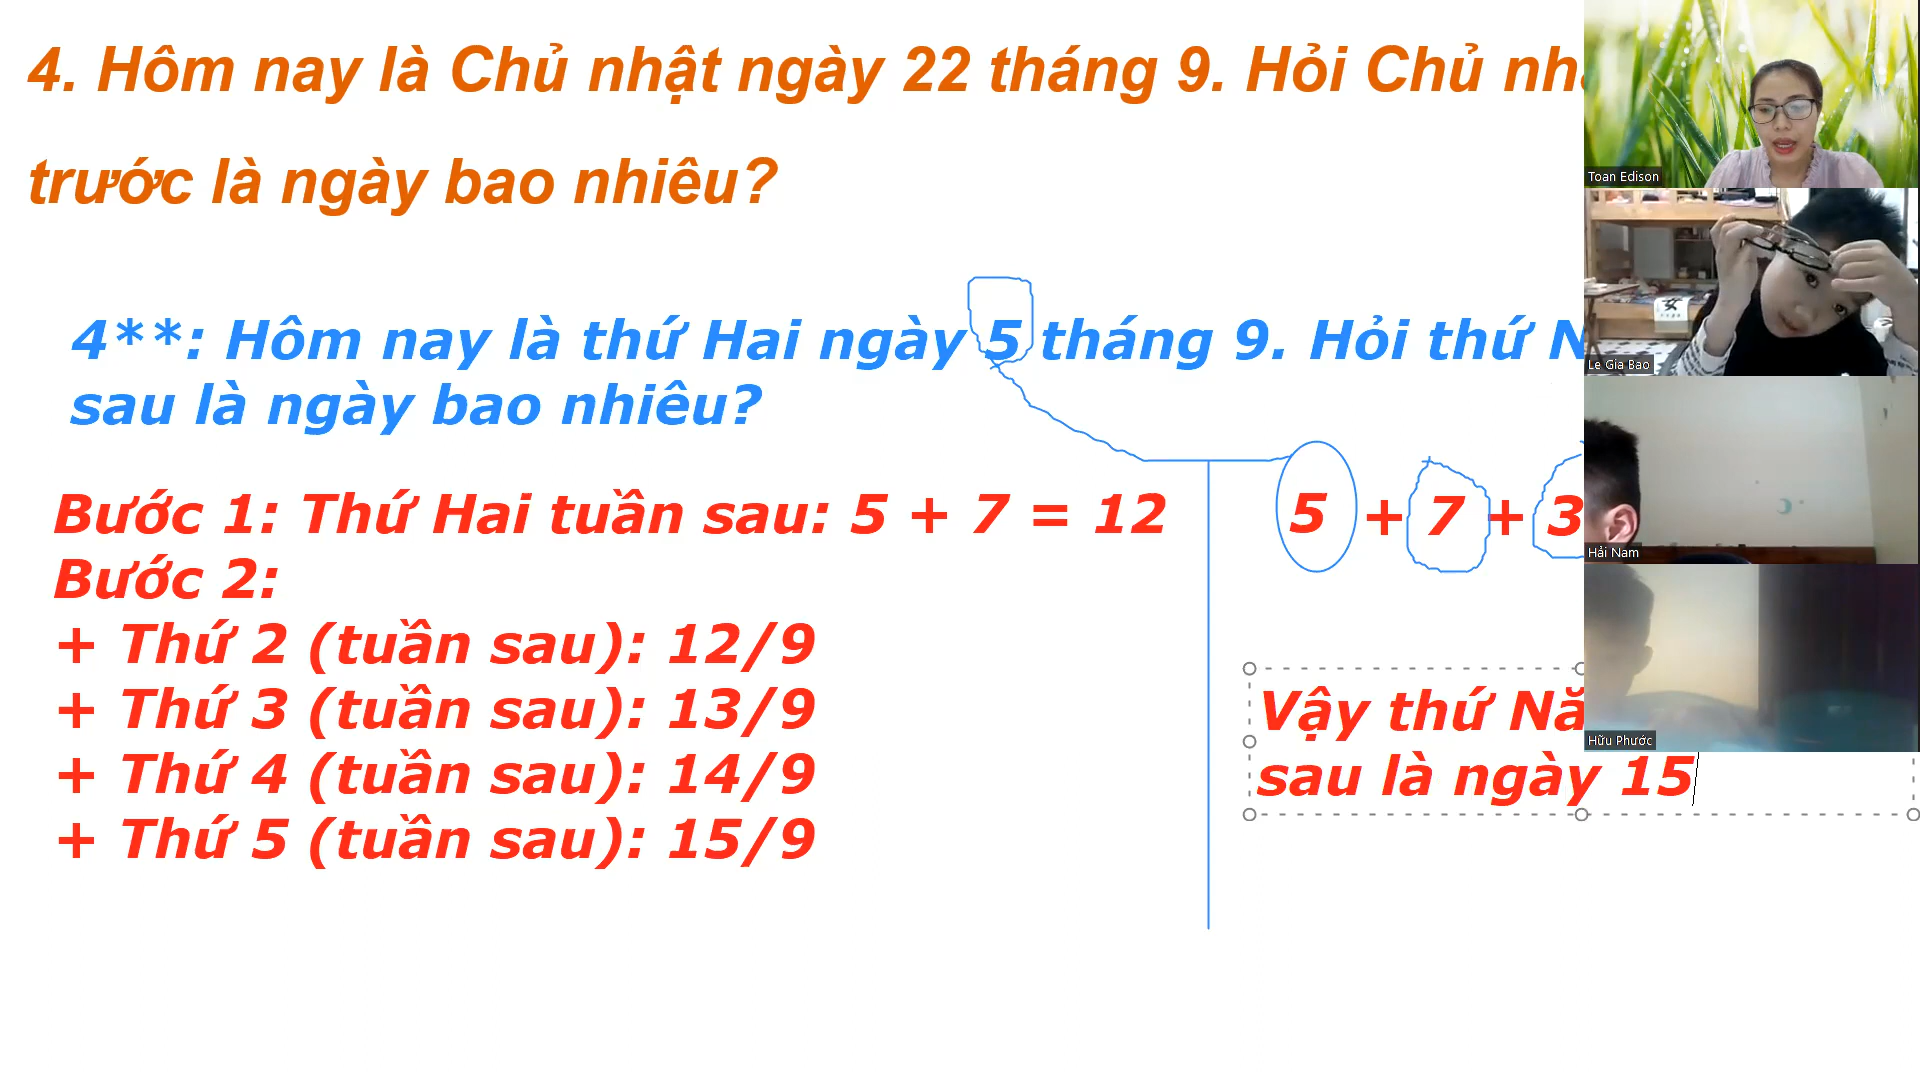 4. Hôm nay là Chủ nhật ngày 22 tháng 9. Hỏi Chủ
trước là ngày bao nhiêu?
4**: Hôm nay là thứ Hai ngày 5 tháng 9. Hỏi thứ
sau là ngày bao nhiêu?
Bước 1: Thứ Hai tuần sau: 5 + 7 = 12
Bước 2:
+ Thứ 2 (tuần sau): 12/9
+ Thứ 3 (tuần sau): 13/9
+ Thứ 4 (tuần sau): 14/9
+ Thứ 5 (tuần sau): 15/9
5 + 7 + 3
Vậy thứ
sau là ngày 15
Toan Edison
Le Gia Bao
Hải Nam
Hữu Phước